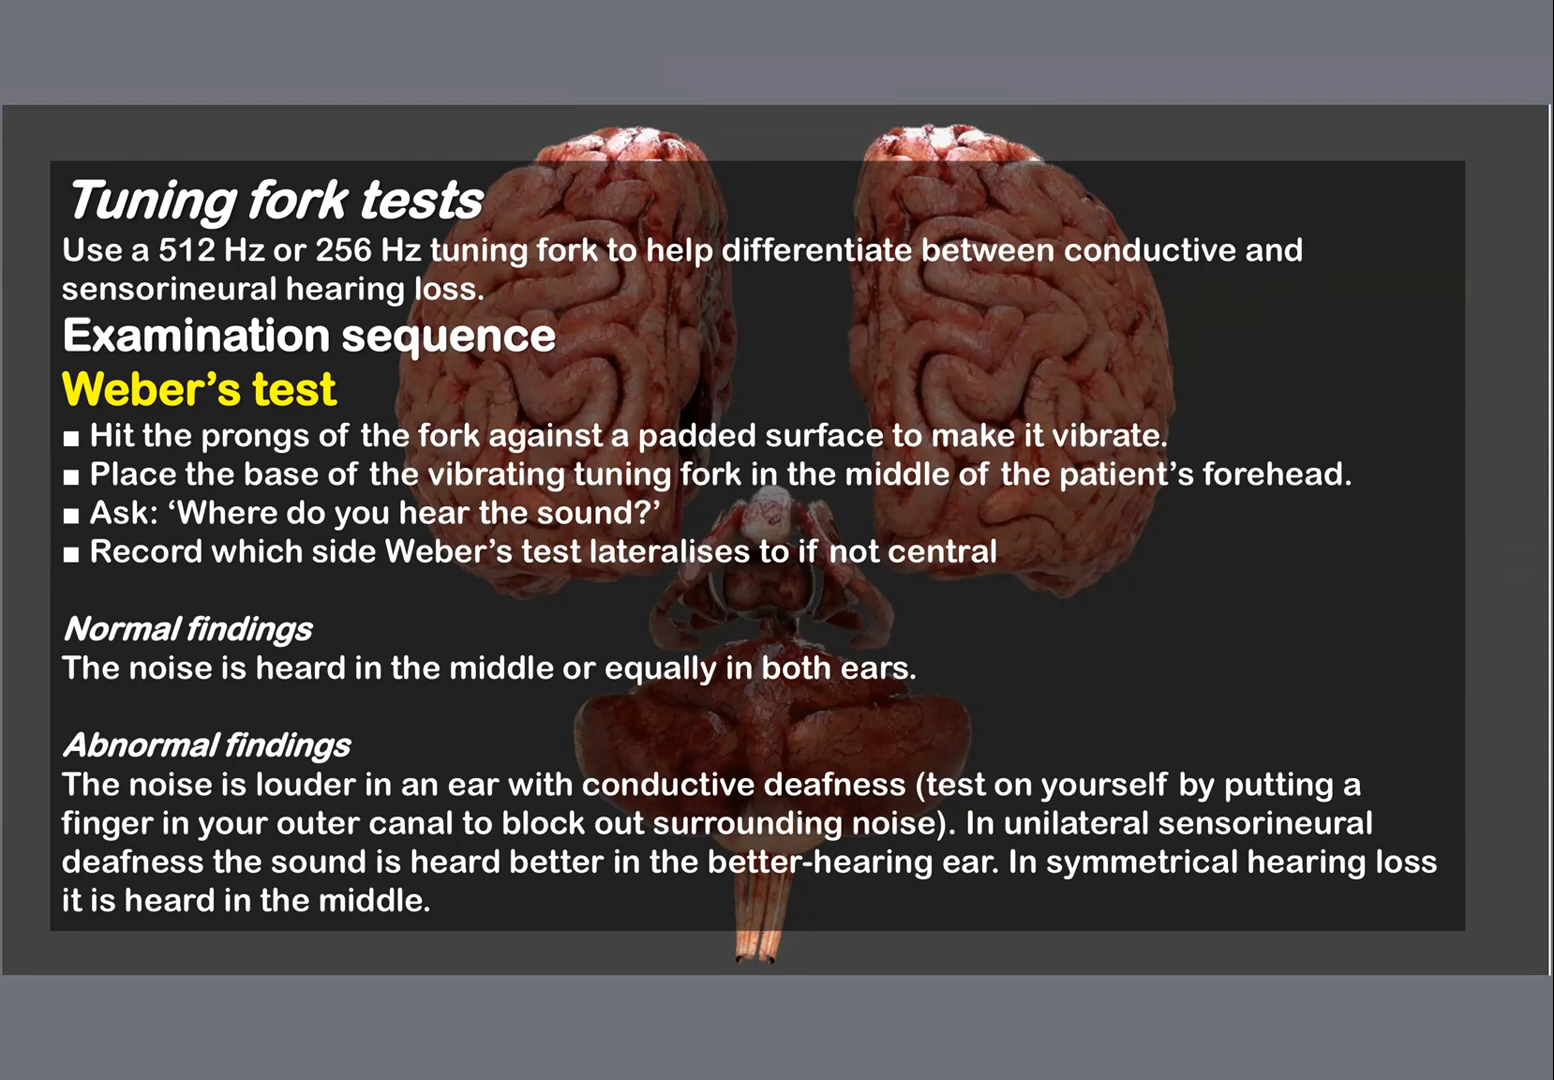 Tuning fork tests
Use a 512 Hz or 256 Hz tuning fork to help differentiate between conductive and
sensorineural hearing loss.
Examination sequence
Weber’s test
■ Hit the prongs of the fork against a padded surface to make it vibrate.
■ Place the base of the vibrating tuning fork in the middle of the patient’s forehead.
■ Ask: ‘Where do you hear the sound?’
■ Record which side Weber’s test lateralises to if not central
Normal findings
The noise is heard in the middle or equally in both ears.
Abnormal findings
The noise is louder in an ear with conductive deafness (test on yourself by putting a
finger in your outer canal to block out surrounding noise). In unilateral sensorineural
deafness the sound is heard better in the better-hearing ear. In symmetrical hearing loss
it is heard in the middle.